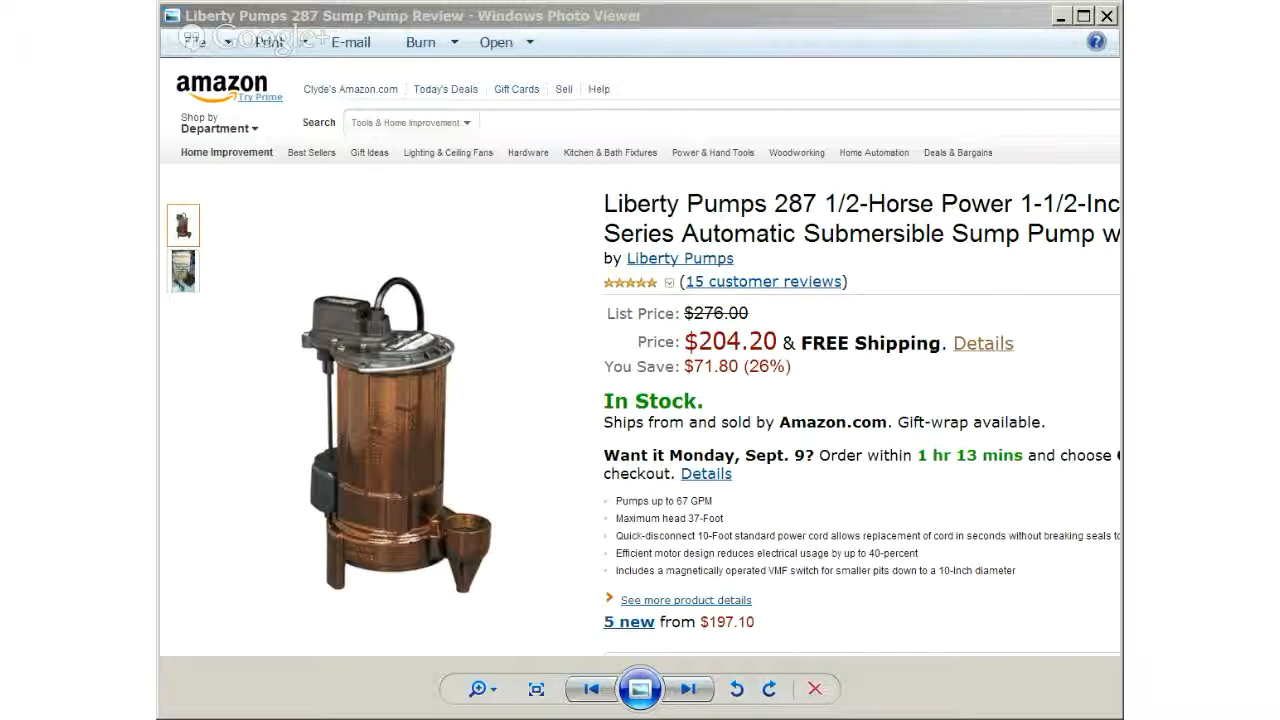 Liberty Pumps 287 Sump Pump Review - Windows Photo Viewer
File Print E-mail Burn Open
Google+
amazon
Try Prime
Clyde's Amazon.com Today's Deals Gift Cards Sell Help
Shop by
Department
Search Tools & Home Improvement
Home Improvement Best Sellers Gift Ideas Lighting & Ceiling Fans Hardware Kitchen & Bath Fixtures Power & Hand Tools Woodworking Home Automation Deals & Bargains
Liberty Pumps 287 1/2-Horse Power 1-1/2-Inc
Series Automatic Submersible Sump Pump w
by Liberty Pumps
(15 customer reviews)
List Price: $276.00
Price: $204.20 & FREE Shipping. Details
You Save: $71.80 (26%)
In Stock.
Ships from and sold by Amazon.com. Gift-wrap available.
Want it Monday, Sept. 9? Order within 1 hr 13 mins and choose
checkout. Details
Pumps up to 67 GPM
Maximum head 37-Foot
Quick-disconnect 10-Foot standard power cord allows replacement of cord in seconds without breaking seals to
Efficient motor design reduces electrical usage by up to 40-percent
Includes a magnetically operated VMF switch for smaller pits down to a 10-Inch diameter
See more product details
5 new from $197.10